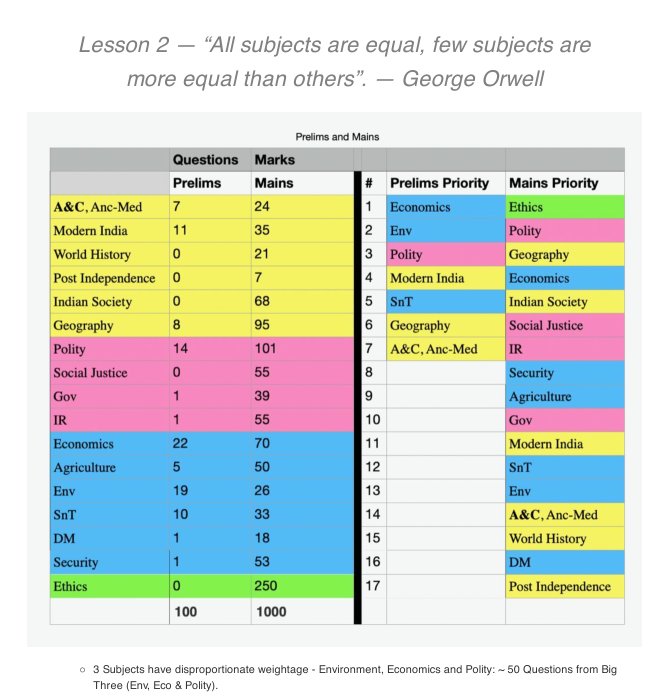 Lesson 2 — “All subjects are equal, few subjects are
more equal than others”. — George Orwell
Prelims and Mains
Questions Marks
Prelims Mains # Prelims Priority Mains Priority
A&C, Anc-Med 7 24 1 Economics Ethics
Modern India 11 35 2 Env Polity
World History 0 21 3 Polity Geography
Post Independence 0 7 4 Modern India Economics
Indian Society 0 68 5 SnT Indian Society
Geography 8 95 6 Geography Social Justice
Polity 14 101 7 A&C, Anc-Med IR
Social Justice 0 55 8 Security
Gov 1 39 9 Agriculture
IR 1 55 10 Gov
Economics 22 70 11 Modern India
Agriculture 5 50 12 SnT
Env 19 26 13 Env
SnT 10 33 14 A&C, Anc-Med
DM 1 18 15 World History
Security 1 53 16 DM
Ethics 0 250 17 Post Independence
100 1000
○ 3 Subjects have disproportionate weightage - Environment, Economics and Polity: ~ 50 Questions from Big
Three (Env, Eco & Polity).